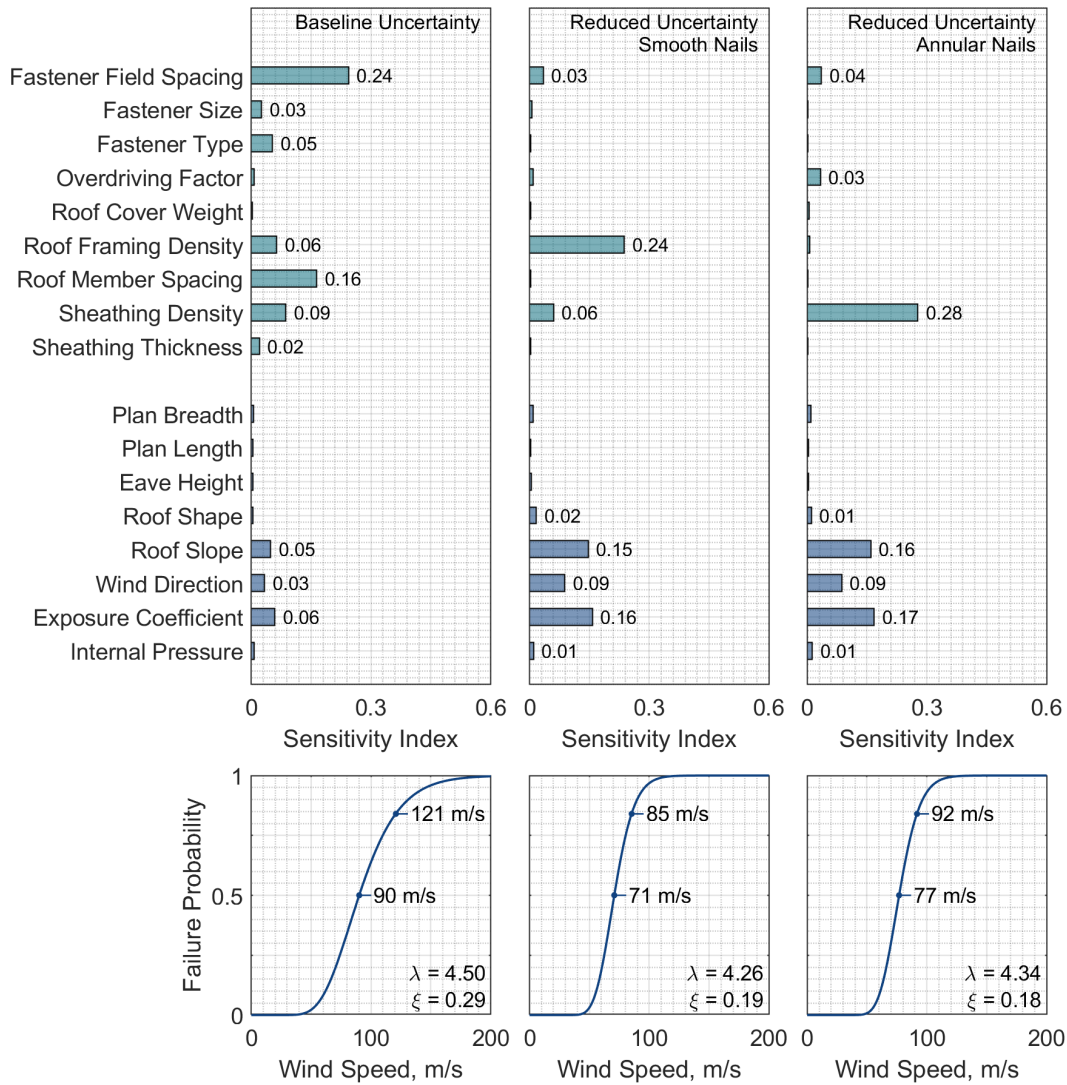 Baseline Uncertainty
Reduced Uncertainty
Smooth Nails
Reduced Uncertainty
Annular Nails
Fastener Field Spacing 0.24 0.03 0.04
Fastener Size 0.03
Fastener Type 0.05
Overdriving Factor 0.03
Roof Cover Weight
Roof Framing Density 0.06 0.24
Roof Member Spacing 0.16
Sheathing Density 0.09 0.06 0.28
Sheathing Thickness 0.02
Plan Breadth
Plan Length
Eave Height
Roof Shape 0.02 0.01
Roof Slope 0.05 0.15 0.16
Wind Direction 0.03 0.09 0.09
Exposure Coefficient 0.06 0.16 0.17
Internal Pressure 0.01 0.01
0 0.3 0.6 0 0.3 0.6 0 0.3 0.6
Sensitivity Index Sensitivity Index Sensitivity Index
Failure Probability
1
0.5
0
121 m/s
90 m/s
λ = 4.50
ξ = 0.29
85 m/s
71 m/s
λ = 4.26
ξ = 0.19
92 m/s
77 m/s
λ = 4.34
ξ = 0.18
0 100 200 0 100 200 0 100 200
Wind Speed, m/s Wind Speed, m/s Wind Speed, m/s